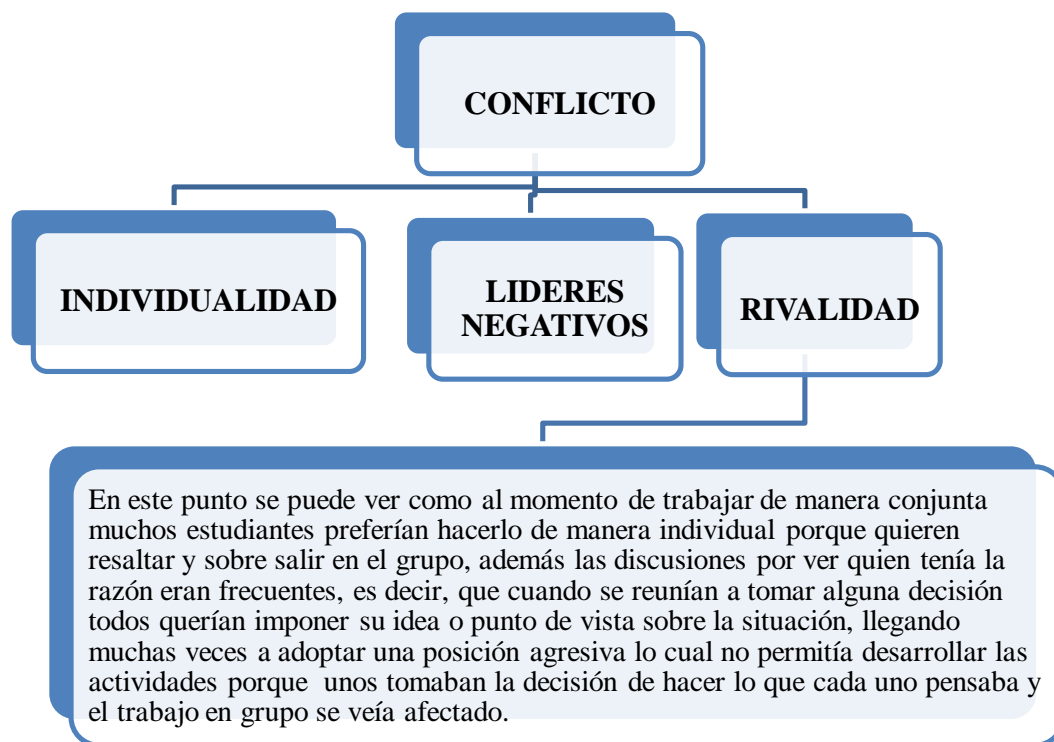 CONFLICTO
INDIVIDUALIDAD
LIDERES
NEGATIVOS
RIVALIDAD
En este punto se puede ver como al momento de trabajar de manera conjunta
muchos estudiantes preferían hacerlo de manera individual porque quieren
resaltar y sobre salir en el grupo, además las discusiones por ver quien tenía la
razón eran frecuentes, es decir, que cuando se reunían a tomar alguna decisión
todos querían imponer su idea o punto de vista sobre la situación, llegando
muchas veces a adoptar una posición agresiva lo cual no permitía desarrollar las
actividades porque unos tomaban la decisión de hacer lo que cada uno pensaba y
el trabajo en grupo se veía afectado.